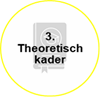 3.
Theoretisch
kader